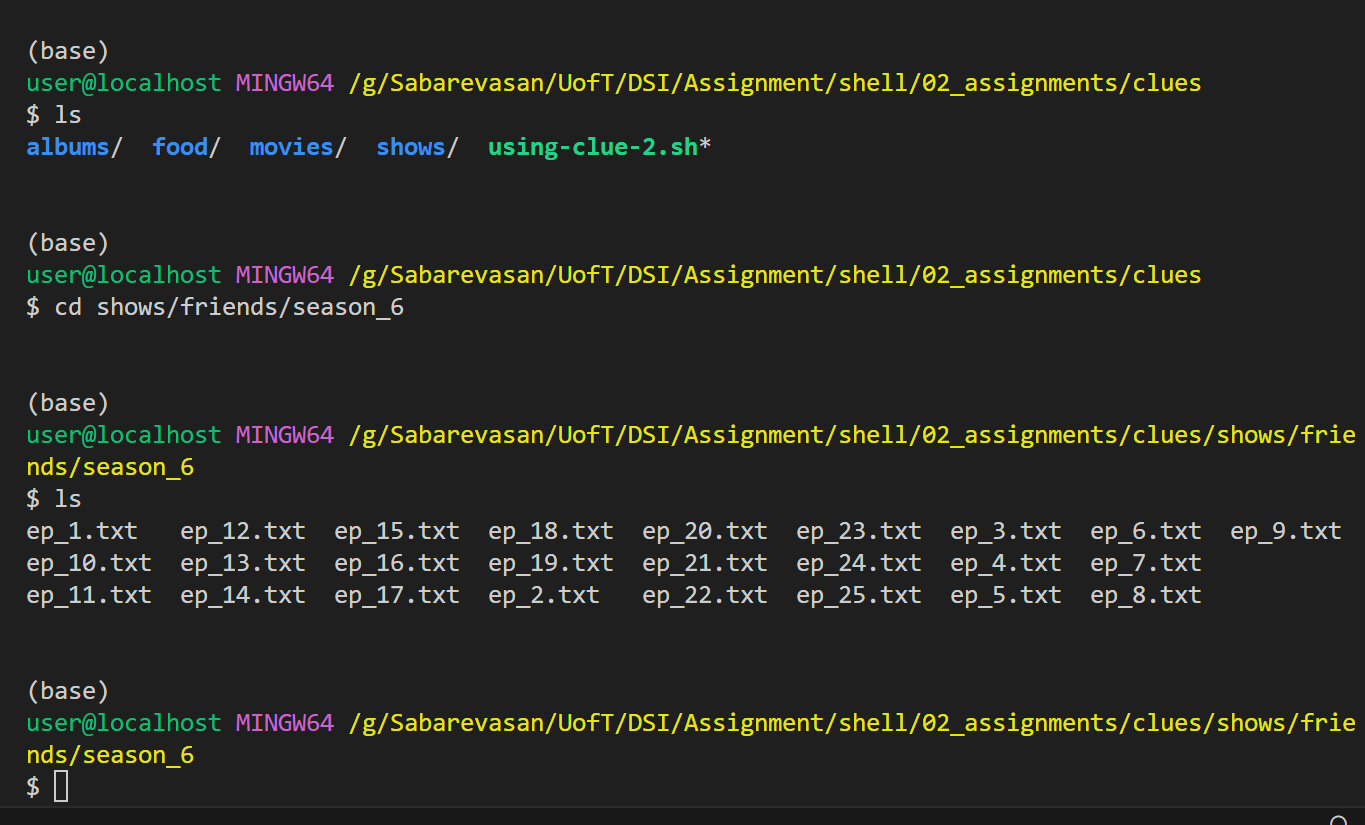 (base)
user@localhost MINGW64 /g/Sabarevasan/UofT/DSI/Assignment/shell/02_assignments/clues
$ ls
albums/  food/  movies/  shows/  using-clue-2.sh*
(base)
user@localhost MINGW64 /g/Sabarevasan/UofT/DSI/Assignment/shell/02_assignments/clues
$ cd shows/friends/season_6
(base)
user@localhost MINGW64 /g/Sabarevasan/UofT/DSI/Assignment/shell/02_assignments/clues/shows/frie
nds/season_6
$ ls
ep_1.txt   ep_12.txt  ep_15.txt  ep_18.txt  ep_20.txt  ep_23.txt  ep_3.txt  ep_6.txt  ep_9.txt
ep_10.txt  ep_13.txt  ep_16.txt  ep_19.txt  ep_21.txt  ep_24.txt  ep_4.txt  ep_7.txt
ep_11.txt  ep_14.txt  ep_17.txt  ep_2.txt   ep_22.txt  ep_25.txt  ep_5.txt  ep_8.txt
(base)
user@localhost MINGW64 /g/Sabarevasan/UofT/DSI/Assignment/shell/02_assignments/clues/shows/frie
nds/season_6
$